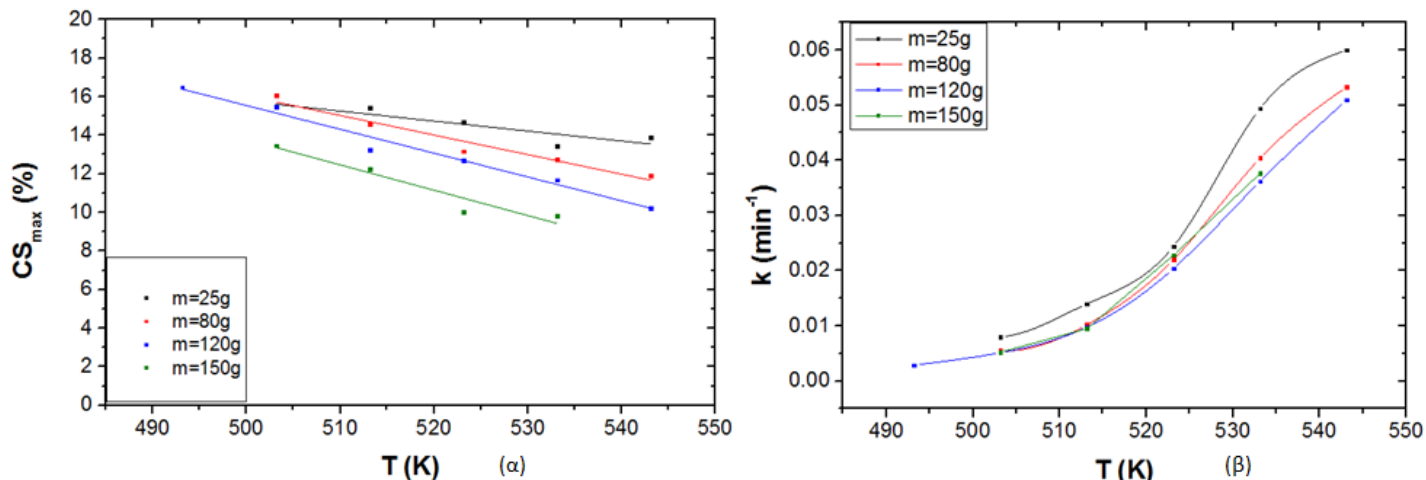 20
18
16
14
12
10
8
6
4
2
0
CS_max (%)
m=25g
m=80g
m=120g
m=150g
490 500 510 520 530 540 550
T (K) (α)
m=25g
m=80g
m=120g
m=150g
0.06
0.05
0.04
0.03
0.02
0.01
0.00
k (min⁻¹)
490 500 510 520 530 540 550
T (K) (β)